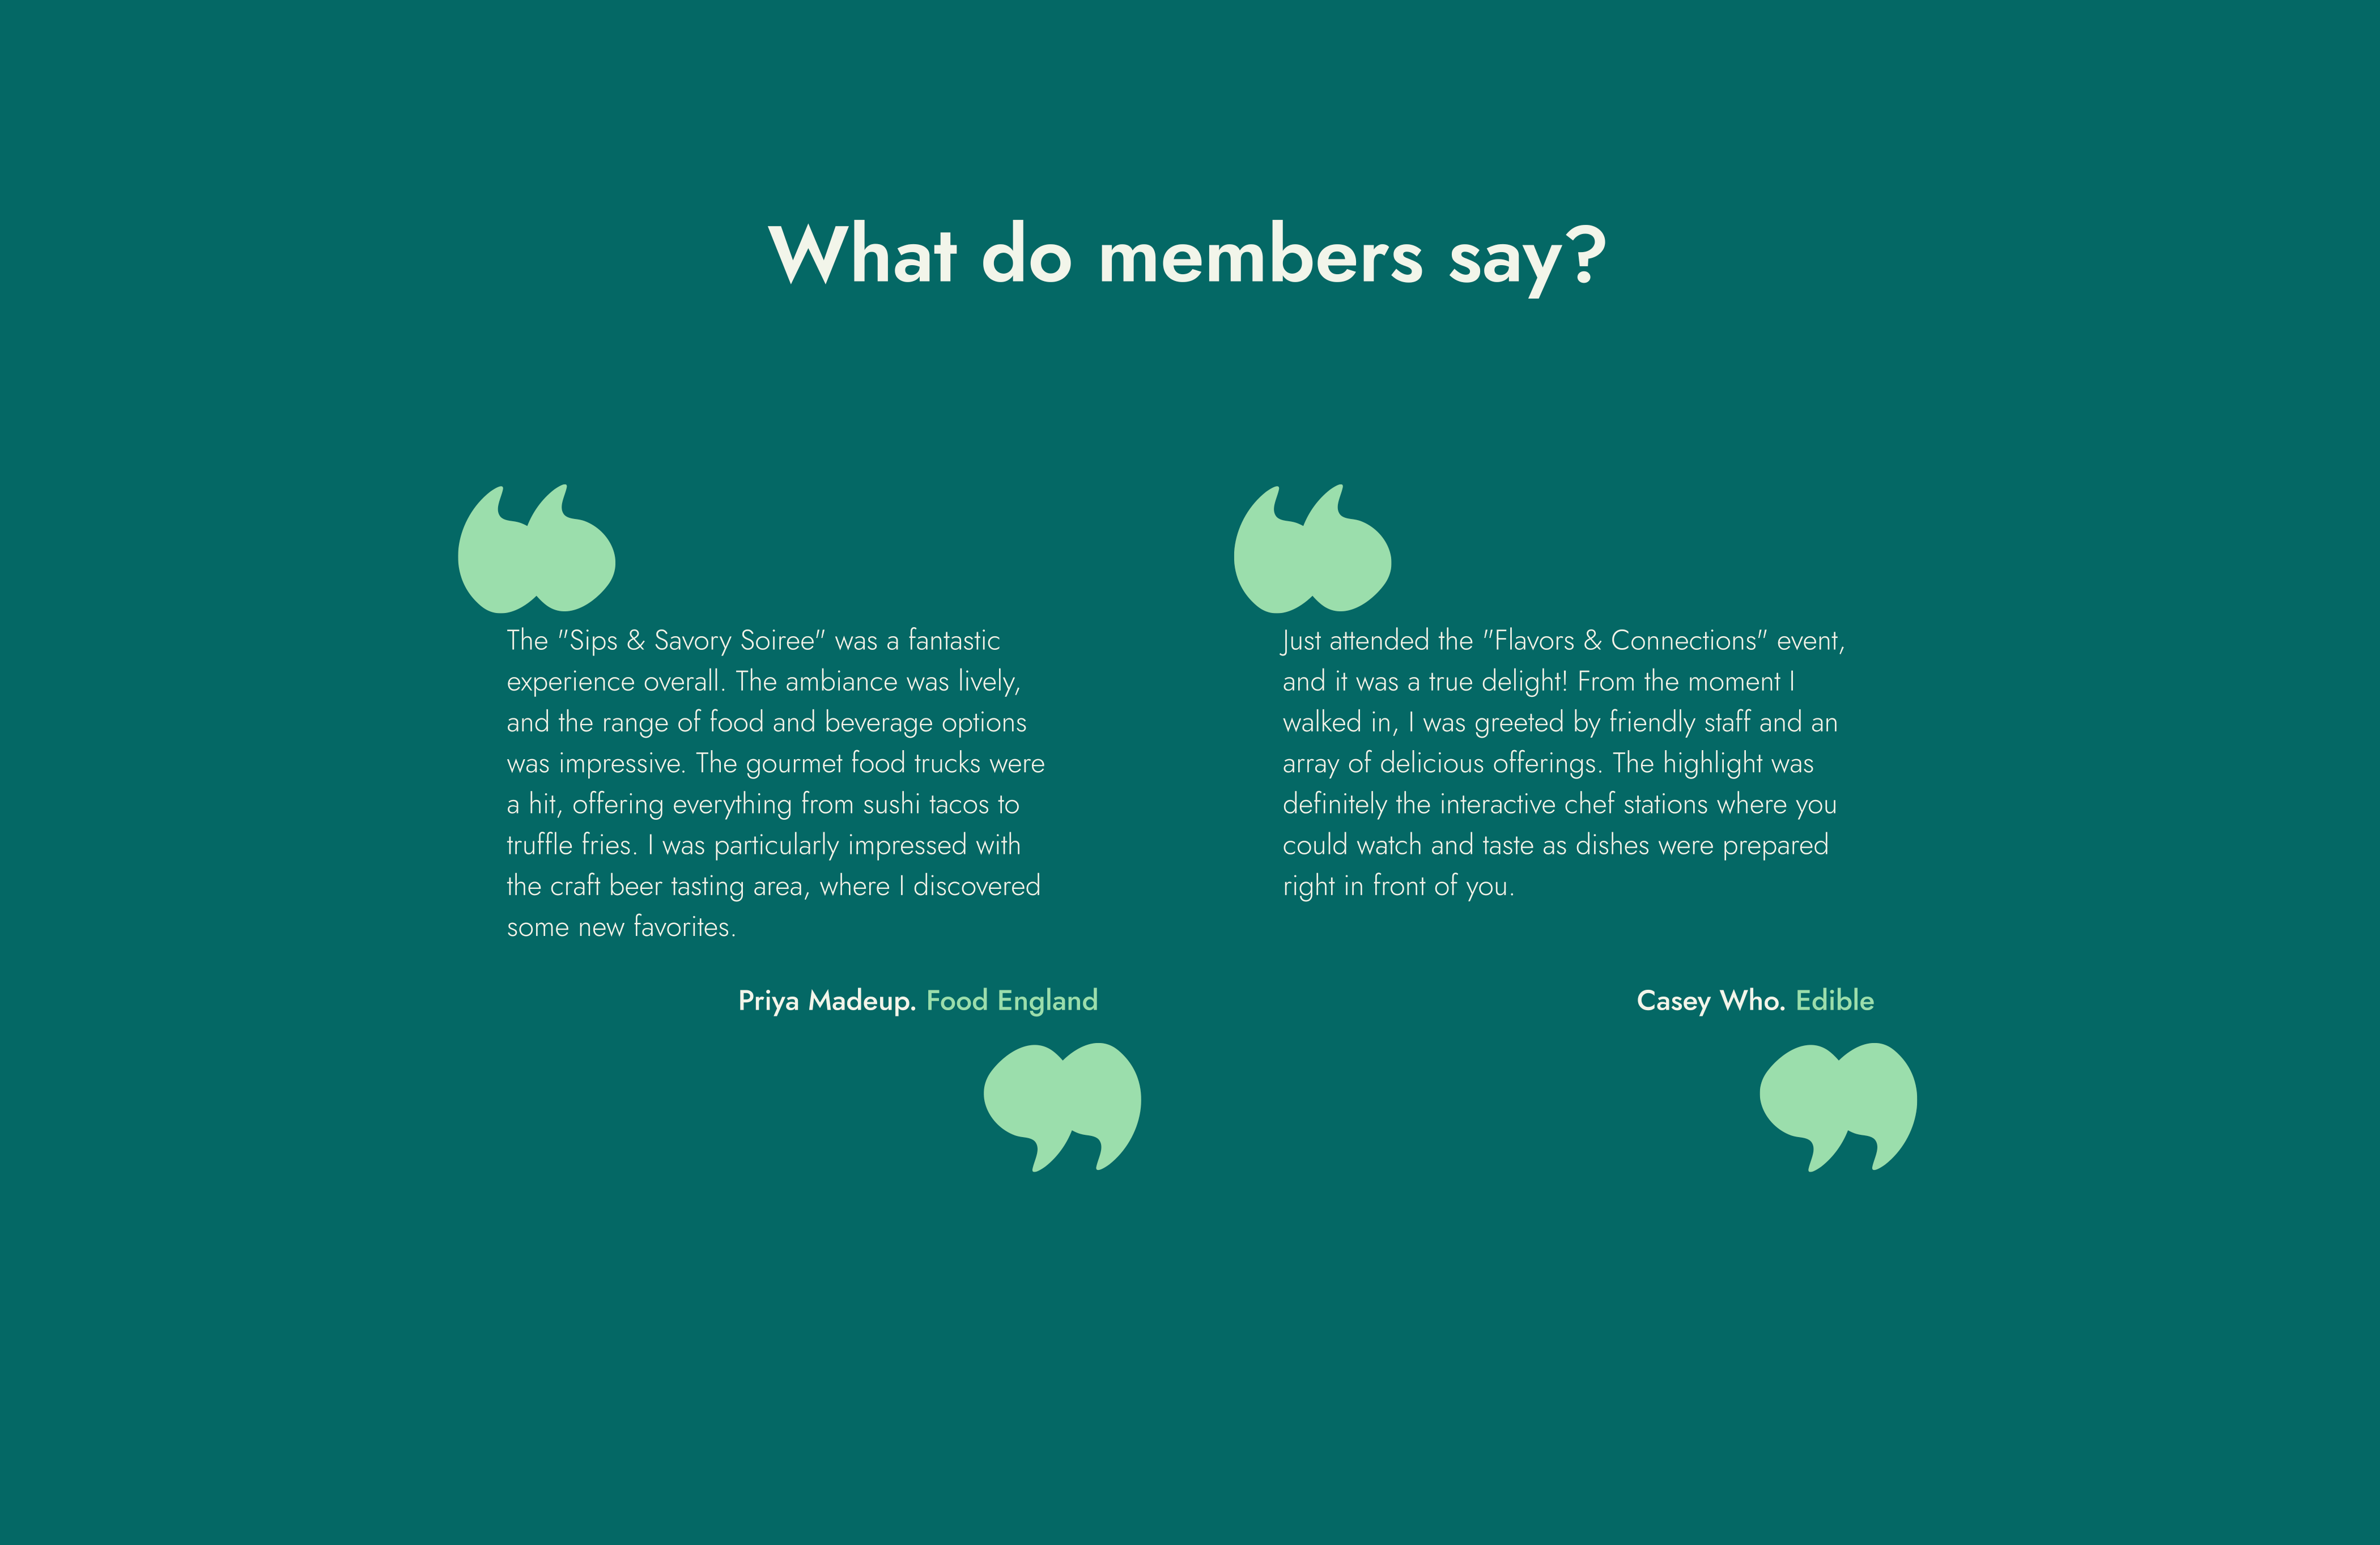 What do members say?
The "Sips & Savory Soiree" was a fantastic
experience overall. The ambiance was lively,
and the range of food and beverage options
was impressive. The gourmet food trucks were
a hit, offering everything from sushi tacos to
truffle fries. I was particularly impressed with
the craft beer tasting area, where I discovered
some new favorites.
Priya Madeup. Food England
Just attended the "Flavors & Connections" event,
and it was a true delight! From the moment I
walked in, I was greeted by friendly staff and an
array of delicious offerings. The highlight was
definitely the interactive chef stations where you
could watch and taste as dishes were prepared
right in front of you.
Casey Who. Edible